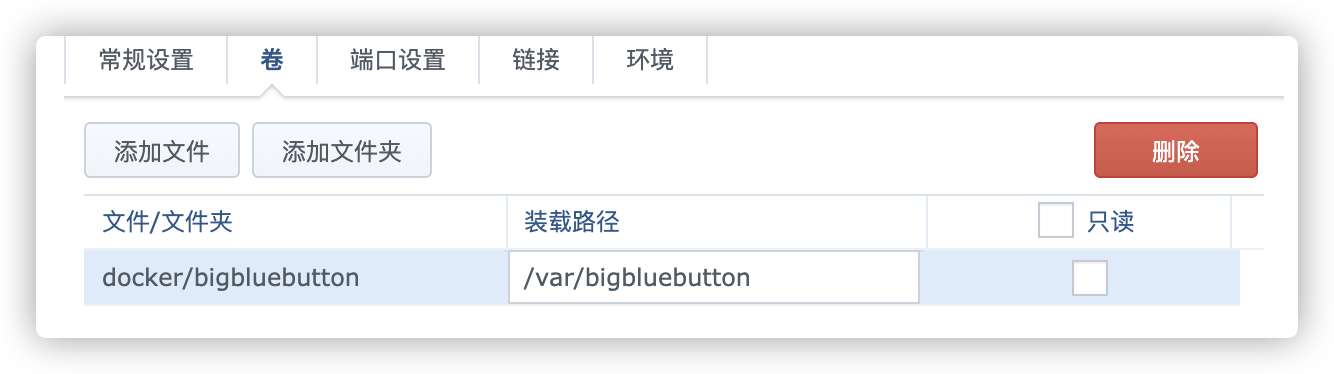 常规设置 卷 端口设置 链接 环境
添加文件 添加文件夹 删除
文件/文件夹 装载路径 只读
docker/bigbluebutton /var/bigbluebutton